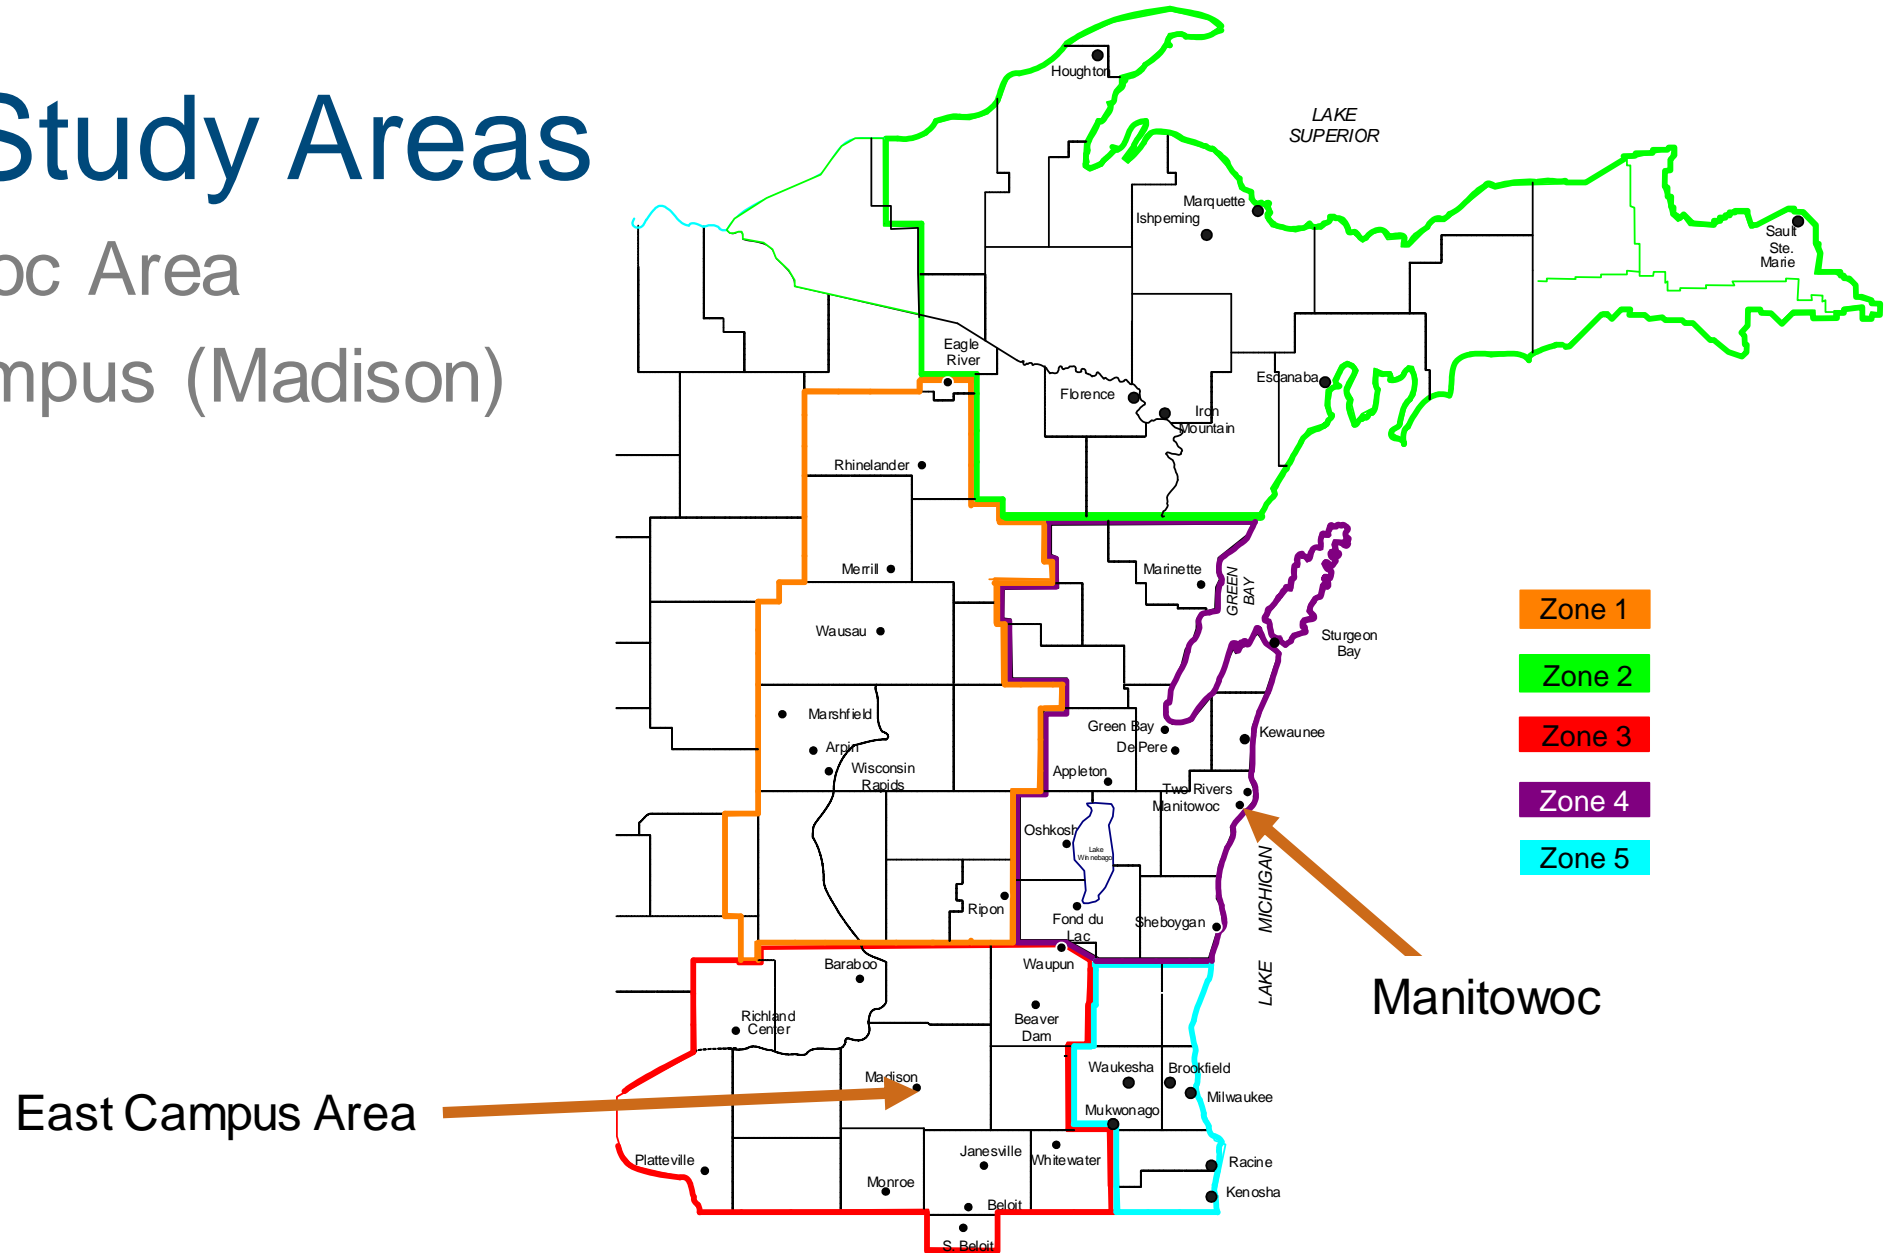 Study Areas
oc Area
mpus (Madison)
Houghton
LAKE
SUPERIOR
Marquette
Ishpeming
Sault
Ste.
Marie
Eagle
River
Escanaba
Florence
Iron
Mountain
Rhinelander
Merrill
Marinette
GREEN
BAY
Wausau
Sturgeon
Bay
Marshfield
Green Bay
Kewaunee
Arpin
De Pere
Wisconsin
Rapids
Appleton
Two Rivers
Manitowoc
Oshkosh
Lake
Winnebago
LAKE MICHIGAN
Ripon
Fond du
Lac
Sheboygan
Zone 1
Zone 2
Zone 3
Zone 4
Zone 5
Baraboo
Waupun
Manitowoc
Richland
Center
Beaver
Dam
Madison
Waukesha
Brookfield
Milwaukee
East Campus Area
Mukwonago
Platteville
Janesville
Whitewater
Racine
Monroe
Kenosha
Beloit
S. Beloit